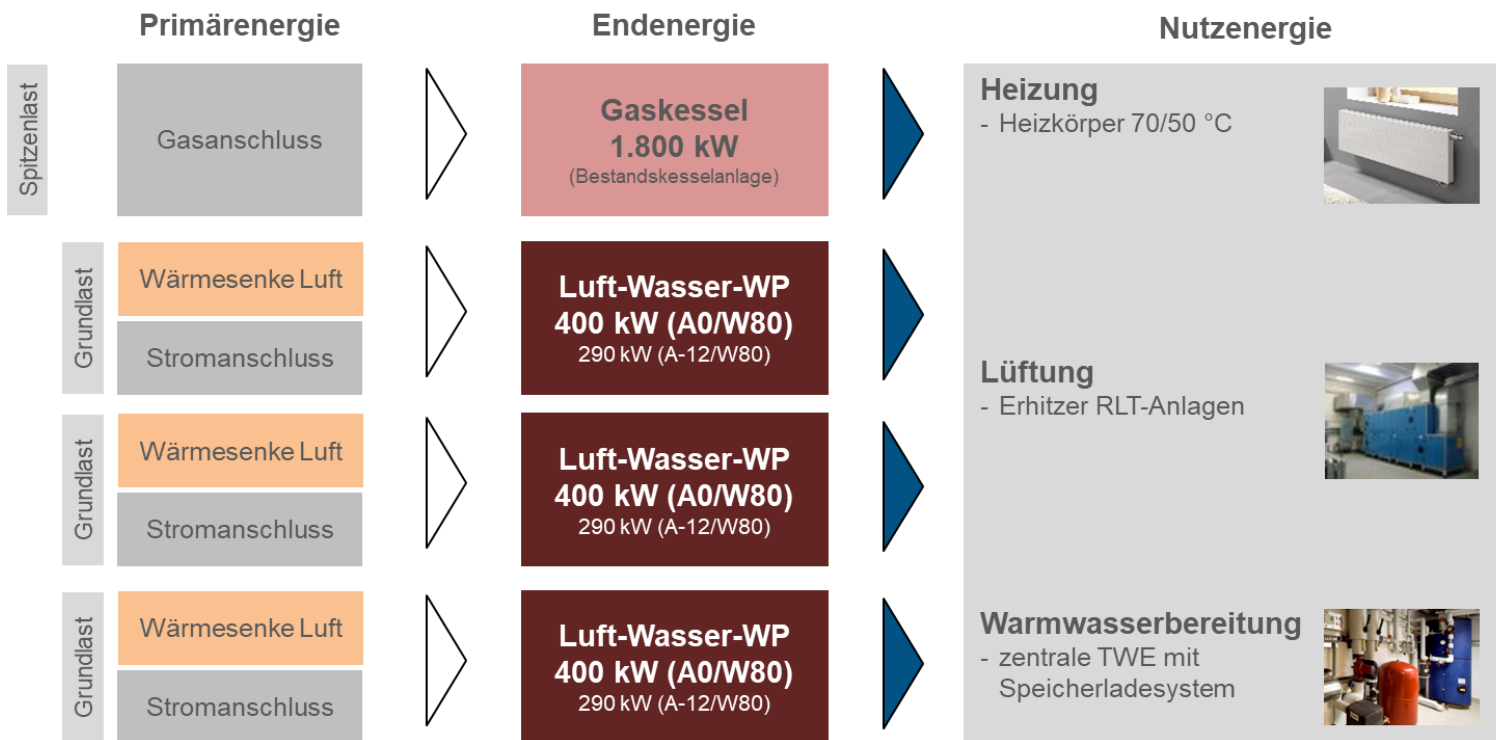 Primärenergie
Endenergie
Nutzenergie
Spitzenlast
Gasanschluss
Gaskessel
1.800 kW
(Bestandskesselanlage)
Heizung
- Heizkörper 70/50 °C
Grundlast
Wärmesenke Luft
Stromanschluss
Luft-Wasser-WP
400 kW (A0/W80)
290 kW (A-12/W80)
Lüftung
- Erhitzer RLT-Anlagen
Grundlast
Wärmesenke Luft
Stromanschluss
Luft-Wasser-WP
400 kW (A0/W80)
290 kW (A-12/W80)
Grundlast
Wärmesenke Luft
Stromanschluss
Luft-Wasser-WP
400 kW (A0/W80)
290 kW (A-12/W80)
Warmwasserbereitung
- zentrale TWE mit
Speicherladesystem